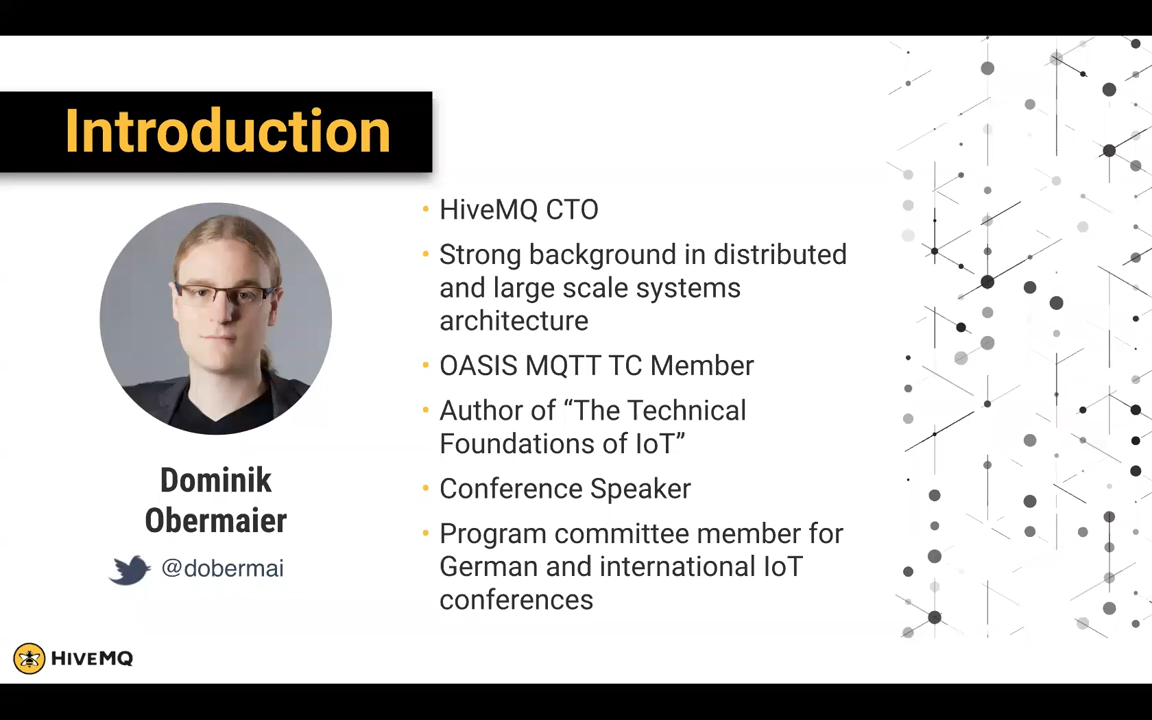 Introduction
Dominik
Obermaier
@dobermai
• HiveMQ CTO
• Strong background in distributed
and large scale systems
architecture
• OASIS MQTT TC Member
• Author of “The Technical
Foundations of IoT”
• Conference Speaker
• Program committee member for
German and international IoT
conferences
HIVEMQ